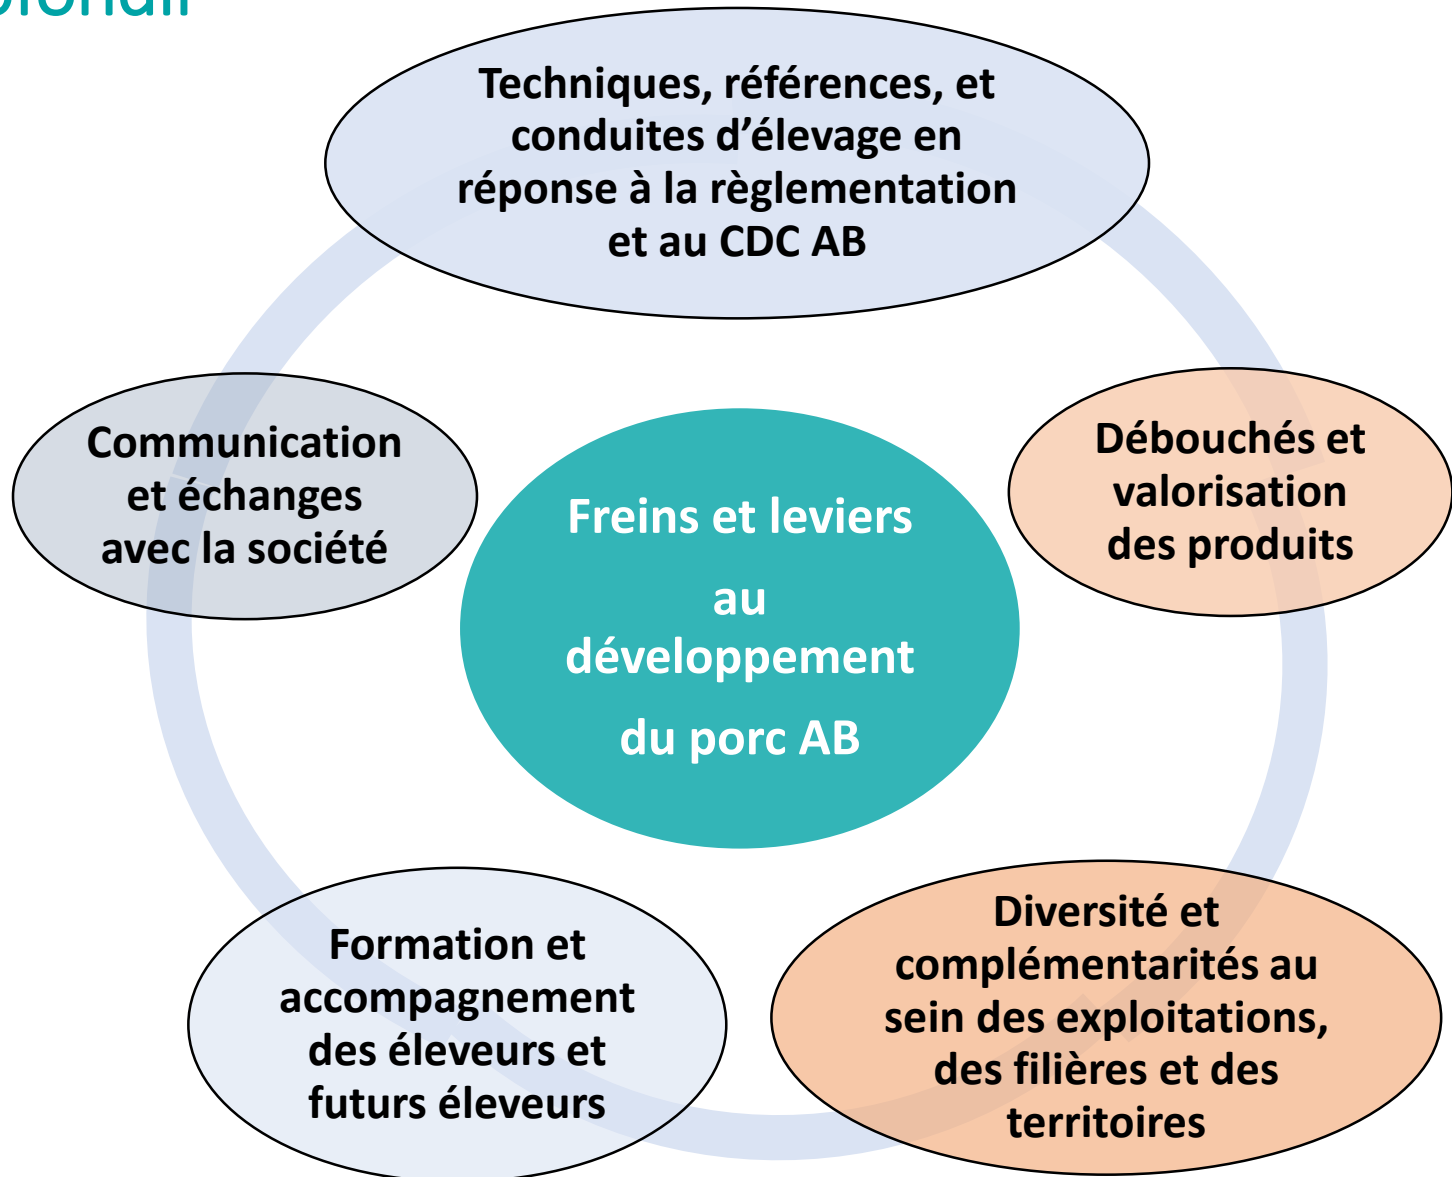 Techniques, références, et
conduites d'élevage en
réponse à la règlementation
et au CDC AB
Communication
et échanges
avec la société
Débouchés et
valorisation
des produits
Freins et leviers
au
développement
du porc AB
Formation et
accompagnement
des éleveurs et
futurs éleveurs
Diversité et
complémentarités au
sein des exploitations,
des filières et des
territoires